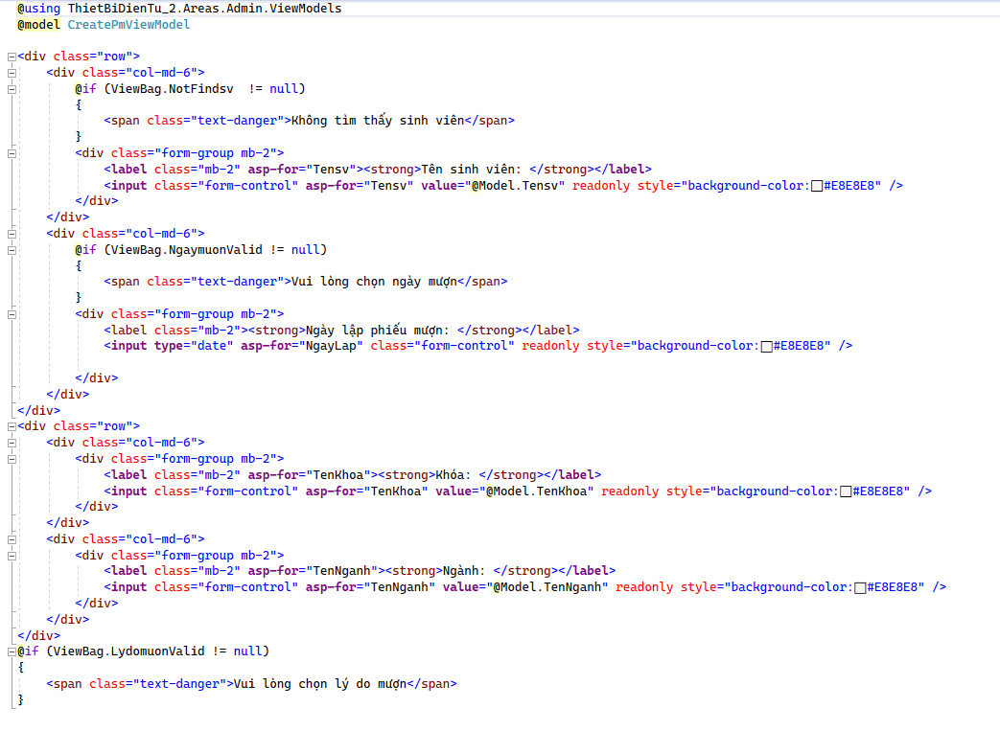 @using ThietBiDienTu_2.Areas.Admin.ViewModels
@model CreatePmViewModel
<div class="row">
<div class="col-md-6">
@if (ViewBag.NotFindsv  != null)
{
<span class="text-danger">Không tìm thấy sinh viên</span>
}
<div class="form-group mb-2">
<label class="mb-2" asp-for="Tensv"><strong>Tên sinh viên: </strong></label>
<input class="form-control" asp-for="Tensv" value="@Model.Tensv" readonly style="background-color:#E8E8E8" />
</div>
</div>
<div class="col-md-6">
@if (ViewBag.NgaymuonValid != null)
{
<span class="text-danger">Vui lòng chọn ngày mượn</span>
}
<div class="form-group mb-2">
<label class="mb-2"><strong>Ngày lập phiếu mượn: </strong></label>
<input type="date" asp-for="NgayLap" class="form-control" readonly style="background-color:#E8E8E8" />
</div>
</div>
</div>
<div class="row">
<div class="col-md-6">
<div class="form-group mb-2">
<label class="mb-2" asp-for="TenKhoa"><strong>Khóa: </strong></label>
<input class="form-control" asp-for="TenKhoa" value="@Model.TenKhoa" readonly style="background-color:#E8E8E8" />
</div>
</div>
<div class="col-md-6">
<div class="form-group mb-2">
<label class="mb-2" asp-for="TenNganh"><strong>Ngành: </strong></label>
<input class="form-control" asp-for="TenNganh" value="@Model.TenNganh" readonly style="background-color:#E8E8E8" />
</div>
</div>
</div>
@if (ViewBag.LydomuonValid != null)
{
<span class="text-danger">Vui lòng chọn lý do mượn</span>
}